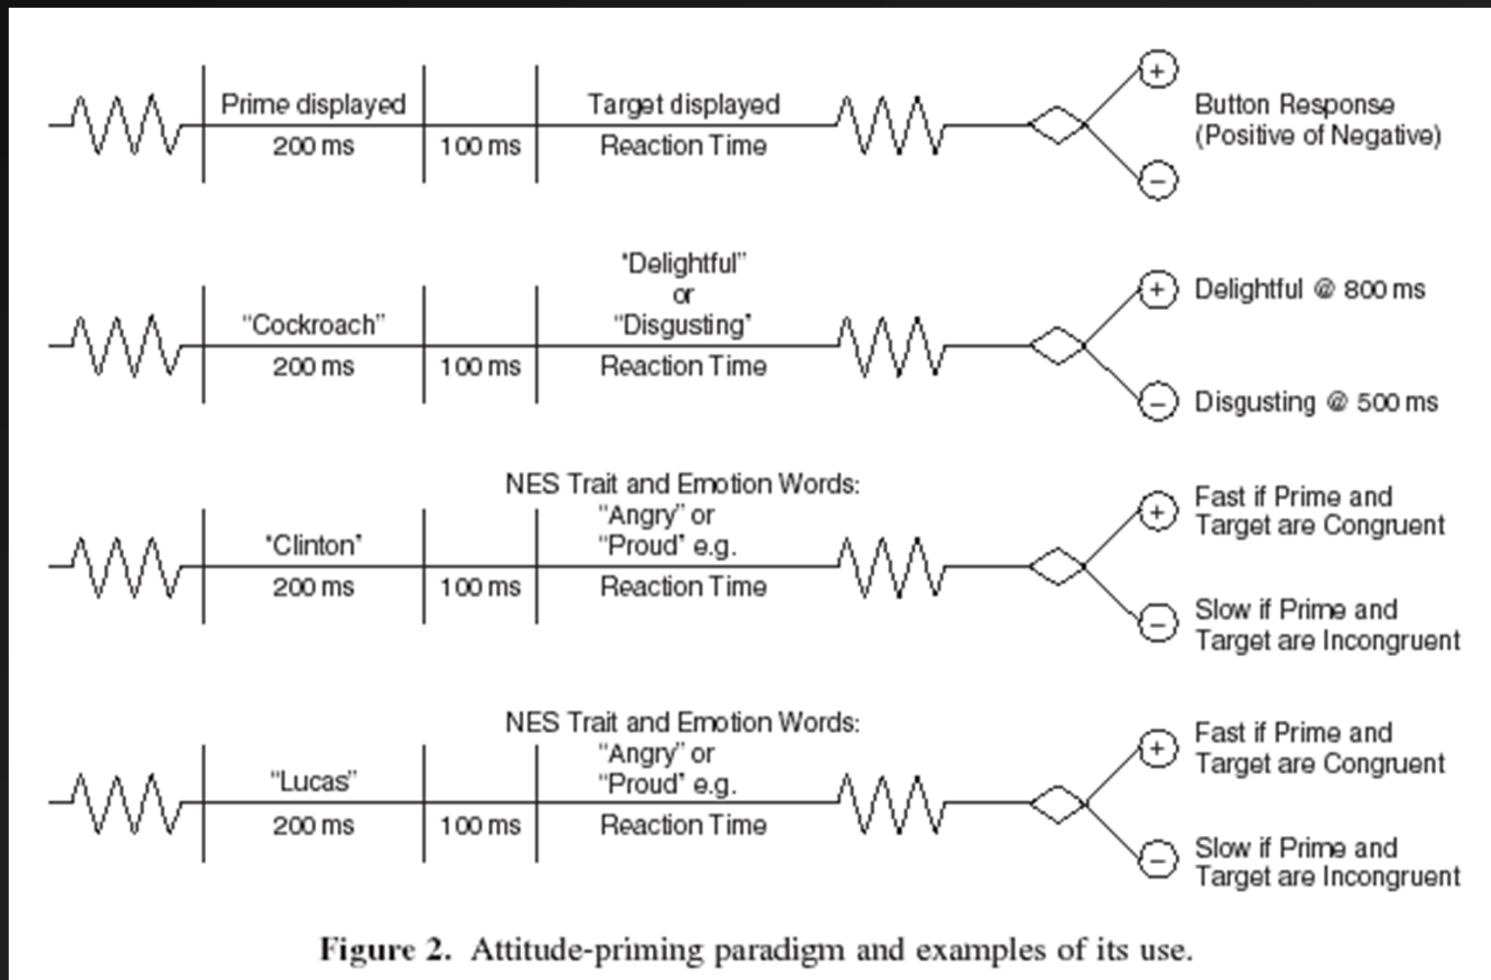 Prime displayed
200 ms
100 ms
Target displayed
Reaction Time
+
−
Button Response
(Positive of Negative)
"Cockroach"
200 ms
100 ms
'Delightful"
or
"Disgusting'
Reaction Time
+
Delightful @ 800 ms
−
Disgusting @ 500 ms
'Clinton'
200 ms
100 ms
NES Trait and Emotion Words:
"Angry" or
"Proud' e.g.
Reaction Time
+
Fast if Prime and
Target are Congruent
−
Slow if Prime and
Target are Incongruent
"Lucas"
200 ms
100 ms
NES Trait and Emotion Words:
"Angry" or
"Proud' e.g.
Reaction Time
+
Fast if Prime and
Target are Congruent
−
Slow if Prime and
Target are Incongruent
Figure 2. Attitude-priming paradigm and examples of its use.